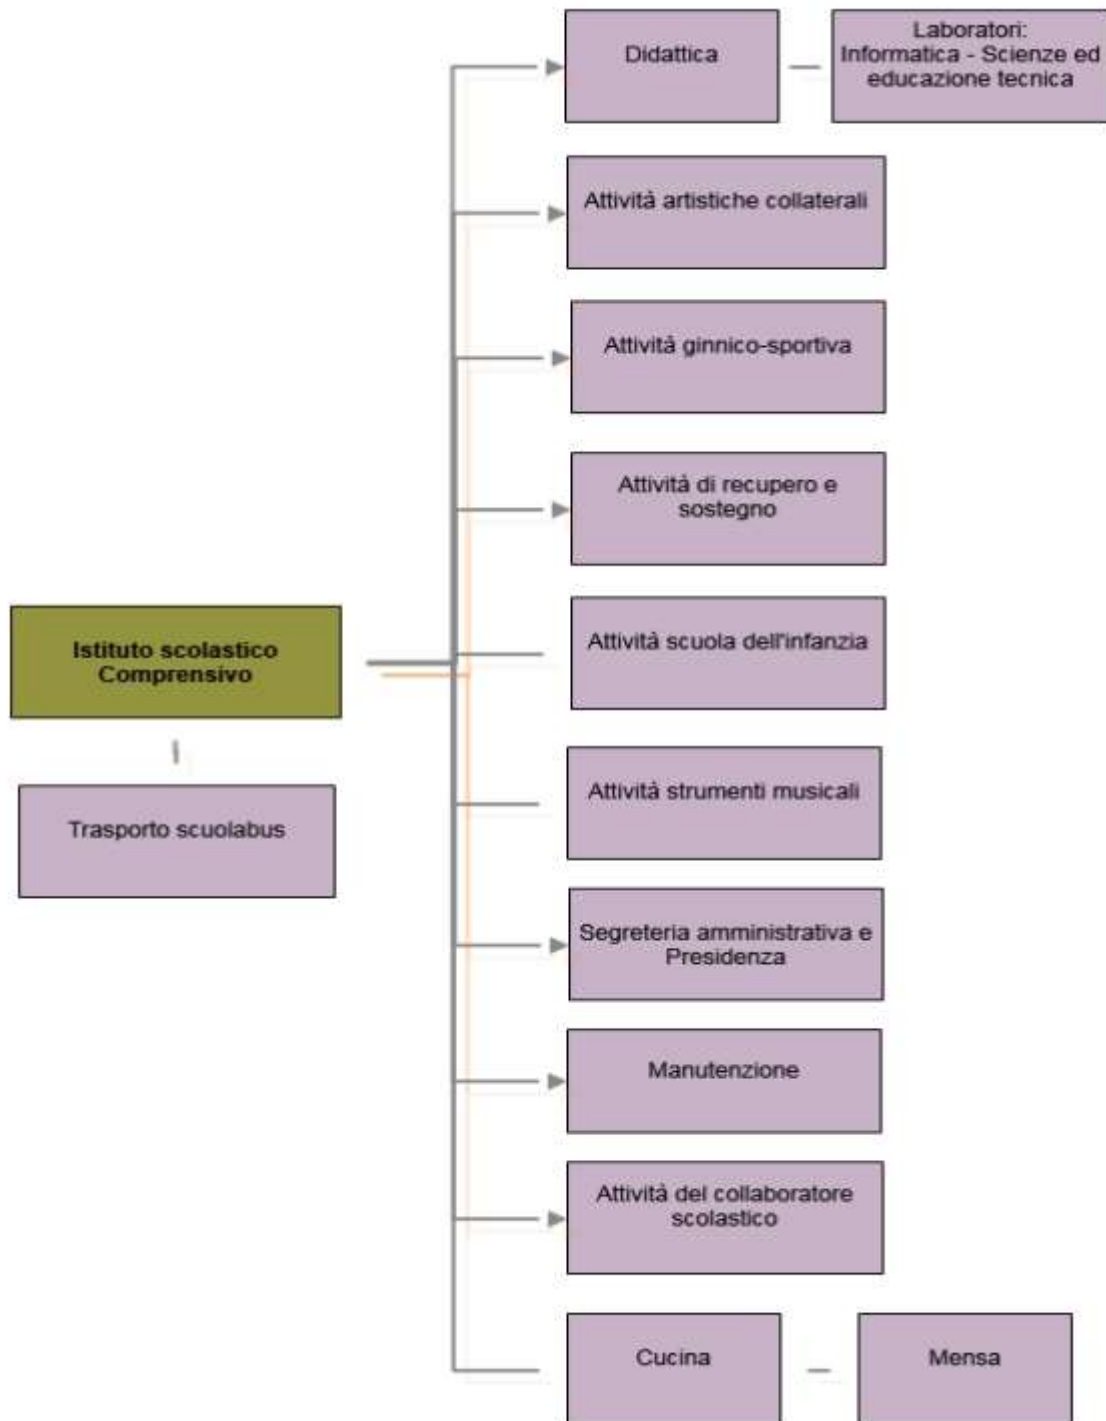 Didattica
Laboratori:
Informatica - Scienze ed
educazione tecnica
Attività artistiche collaterali
Attività ginnico-sportiva
Attività di recupero e
sostegno
Attività scuola dell'infanzia
Istituto scolastico
Comprensivo
Trasporto scuolabus
Attività strumenti musicali
Segreteria amministrativa e
Presidenza
Manutenzione
Attività del collaboratore
scolastico
Cucina
Mensa